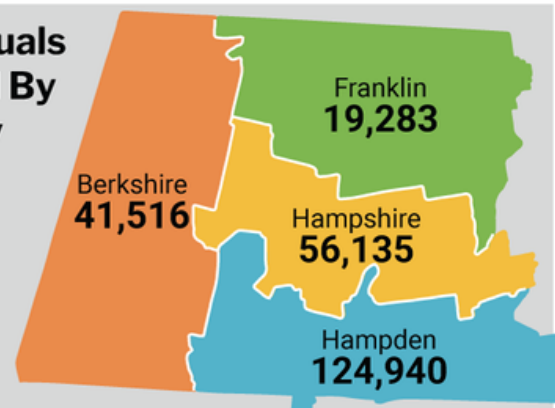 uals
By
Franklin
19,283
Berkshire
41,516
Hampshire
56,135
Hampden
124,940